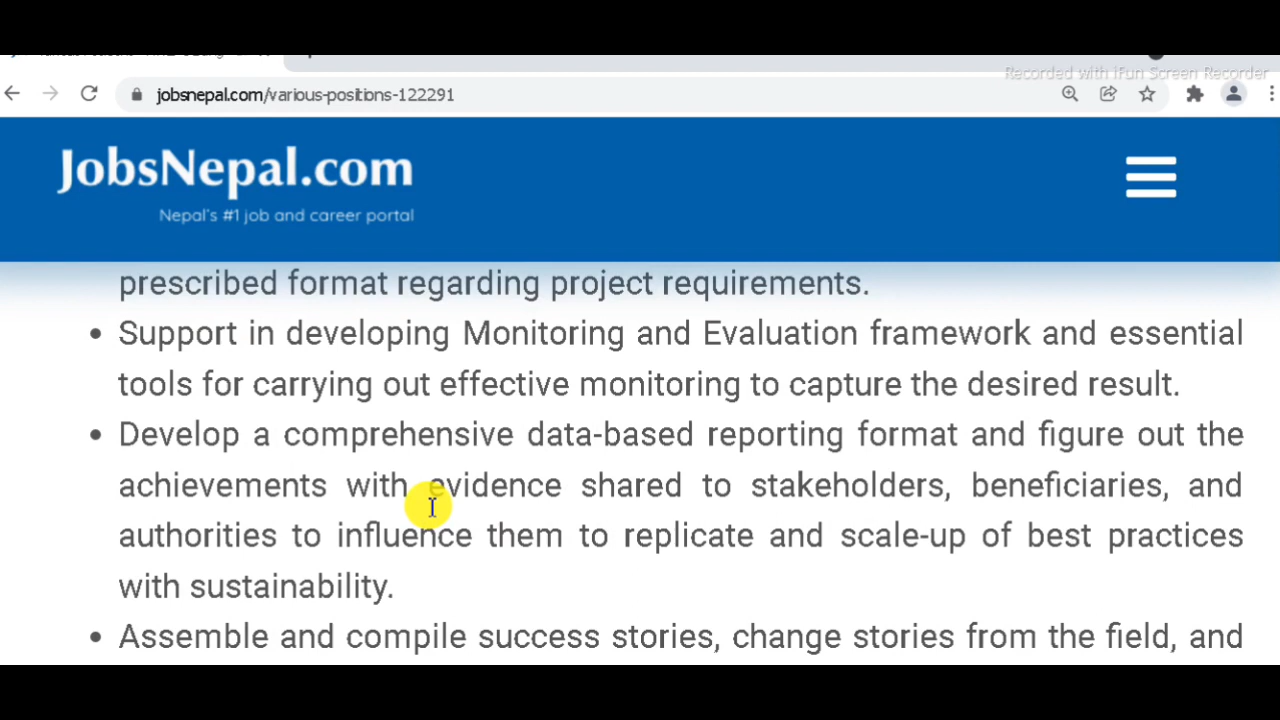 Recorded with iFun Screen Recorder
jobsnepal.com/various-positions-122291
JobsNepal.com
Nepal's #1 job and career portal
prescribed format regarding project requirements.
• Support in developing Monitoring and Evaluation framework and essential
tools for carrying out effective monitoring to capture the desired result.
• Develop a comprehensive data-based reporting format and figure out the
achievements with evidence shared to stakeholders, beneficiaries, and
authorities to influence them to replicate and scale-up of best practices
with sustainability.
• Assemble and compile success stories, change stories from the field, and